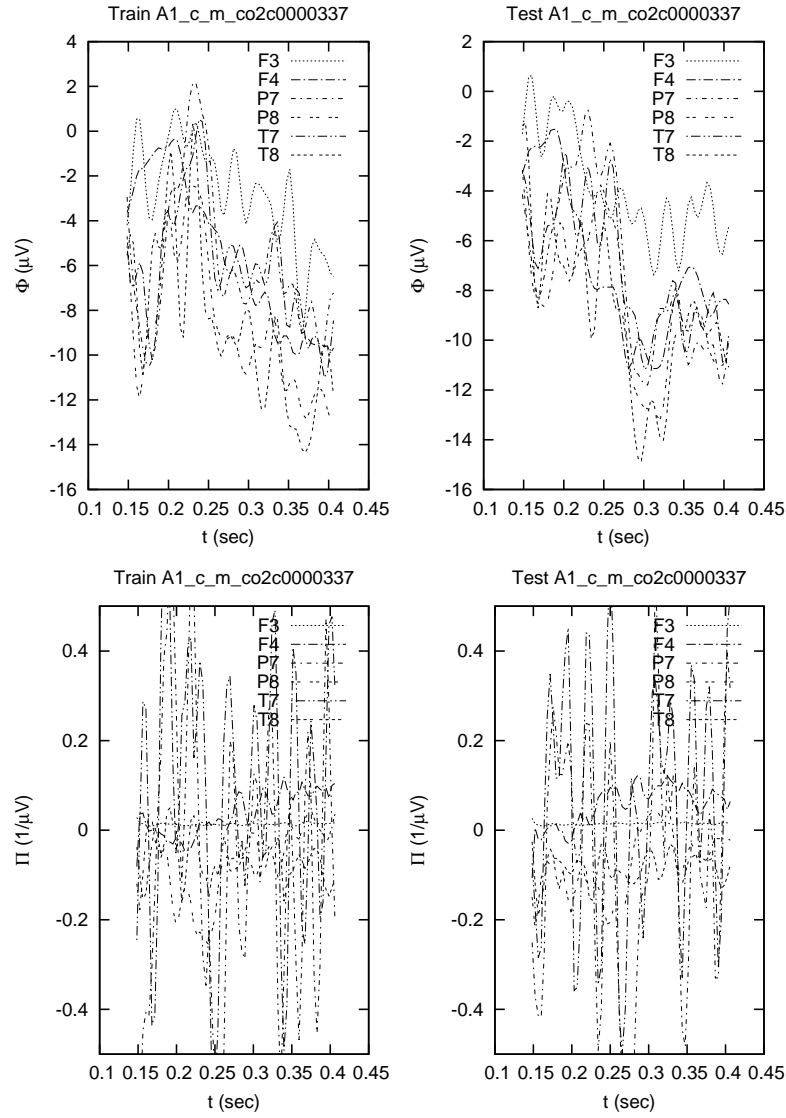 Train A1_c_m_co2c0000337
4
2
0
-2
-4
-6
-8
-10
-12
-14
-16
0.1 0.15 0.2 0.25 0.3 0.35 0.4 0.45
Φ (μV)
t (sec)
F3
F4
P7
P8
T7
T8
Test A1_c_m_co2c0000337
2
0
-2
-4
-6
-8
-10
-12
-14
-16
0.1 0.15 0.2 0.25 0.3 0.35 0.4 0.45
Φ (μV)
t (sec)
F3
F4
P7
P8
T7
T8
Train A1_c_m_co2c0000337
0.4
0.2
0
-0.2
-0.4
0.1 0.15 0.2 0.25 0.3 0.35 0.4 0.45
Π (1/μV)
t (sec)
F3
F4
P7
P8
T7
T8
Test A1_c_m_co2c0000337
0.4
0.2
0
-0.2
-0.4
0.1 0.15 0.2 0.25 0.3 0.35 0.4 0.45
Π (1/μV)
t (sec)
F3
F4
P7
P8
T7
T8